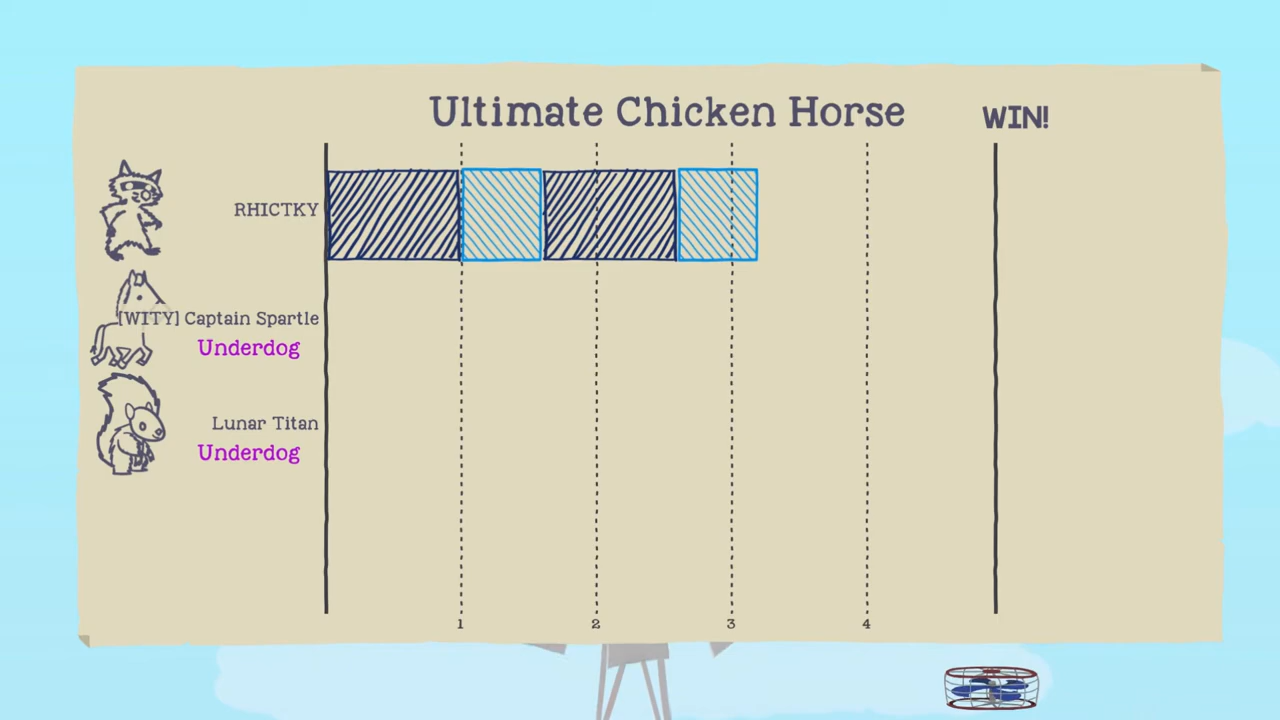 Ultimate Chicken Horse
WIN!
RHICTKY
[WITY] Captain Spartle
Underdog
Lunar Titan
Underdog
1 2 3 4